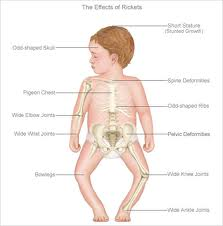 The Effects of Rickets
Short Stature
(Stunted Growth)
Odd-shaped Skull
Spine Deformities
Pigeon Chest
Odd-shaped Ribs
Wide Elbow Joints
Wide Wrist Joints
Pelvic Deformities
Bowlegs
Wide Knee Joints
Wide Ankle Joints